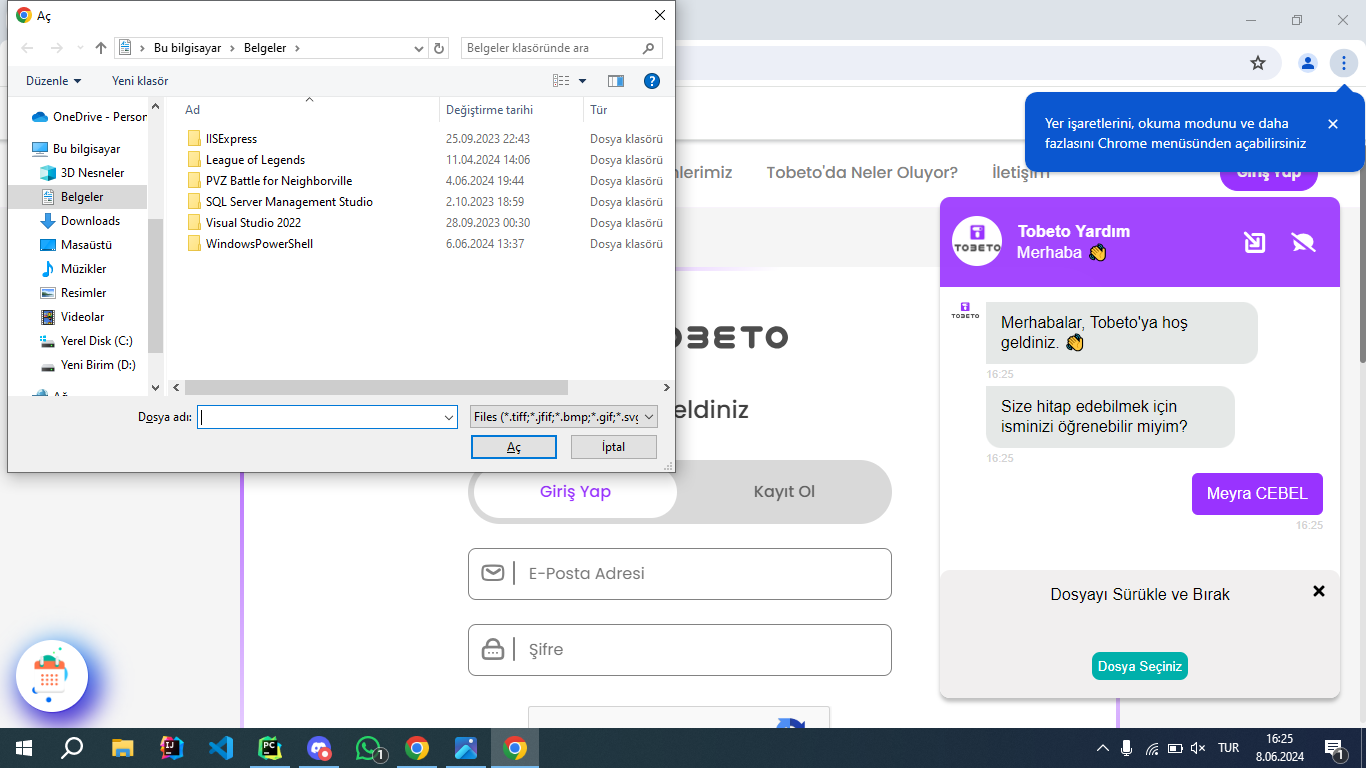 Aç
Bu bilgisayar
Belgeler
Belgeler klasöründe ara
Düzenle
Yeni klasör
OneDrive - Person
Bu bilgisayar
3D Nesneler
Belgeler
Downloads
Masaüstü
Müzikler
Resimler
Videolar
Yerel Disk (C:)
Yeni Birim (D:)
Ad Değiştirme tarihi Tür
IISExpress 25.09.2023 22:43 Dosya klasörü
League of Legends 11.04.2024 14:06 Dosya klasörü
PVZ Battle for Neighborville 4.06.2024 19:44 Dosya klasörü
SQL Server Management Studio 2.10.2023 18:59 Dosya klasörü
Visual Studio 2022 28.09.2023 00:30 Dosya klasörü
WindowsPowerShell 6.06.2024 13:37 Dosya klasörü
Dosya adı:
Files (*.tiff;*.jfif;*.bmp;*.gif;*.svg
Aç
İptal
Yer işaretlerini, okuma modunu ve daha
fazlasını Chrome menüsünden açabilirsiniz
nlerimiz
Tobeto'da Neler Oluyor?
İletişim
Giriş Yap
OBETO
eldiniz
Giriş Yap
Kayıt Ol
E-Posta Adresi
Şifre
TOBETO
Tobeto Yardım
Merhaba
TOBETO
Merhabalar, Tobeto'ya hoş
geldiniz.
16:25
Size hitap edebilmek için
isminizi öğrenebilir miyim?
16:25
Meyra CEBEL
16:25
Dosyayı Sürükle ve Bırak
Dosya Seçiniz
IJ
PC
1
TUR
16:25
8.06.2024
1